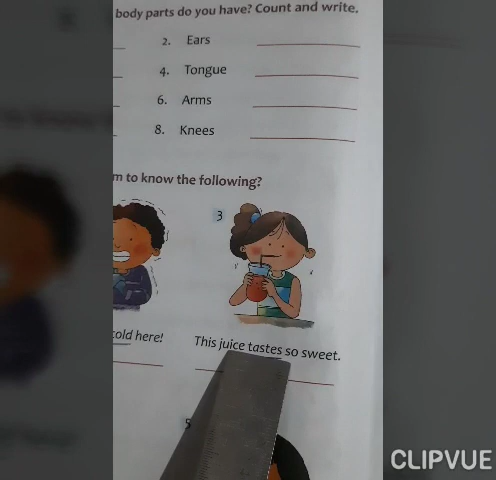 body parts do you have? Count and write.
2. Ears
4. Tongue
6. Arms
8. Knees
to know the following?
3
cold here!
This juice tastes so sweet.
5
CLIPVUE